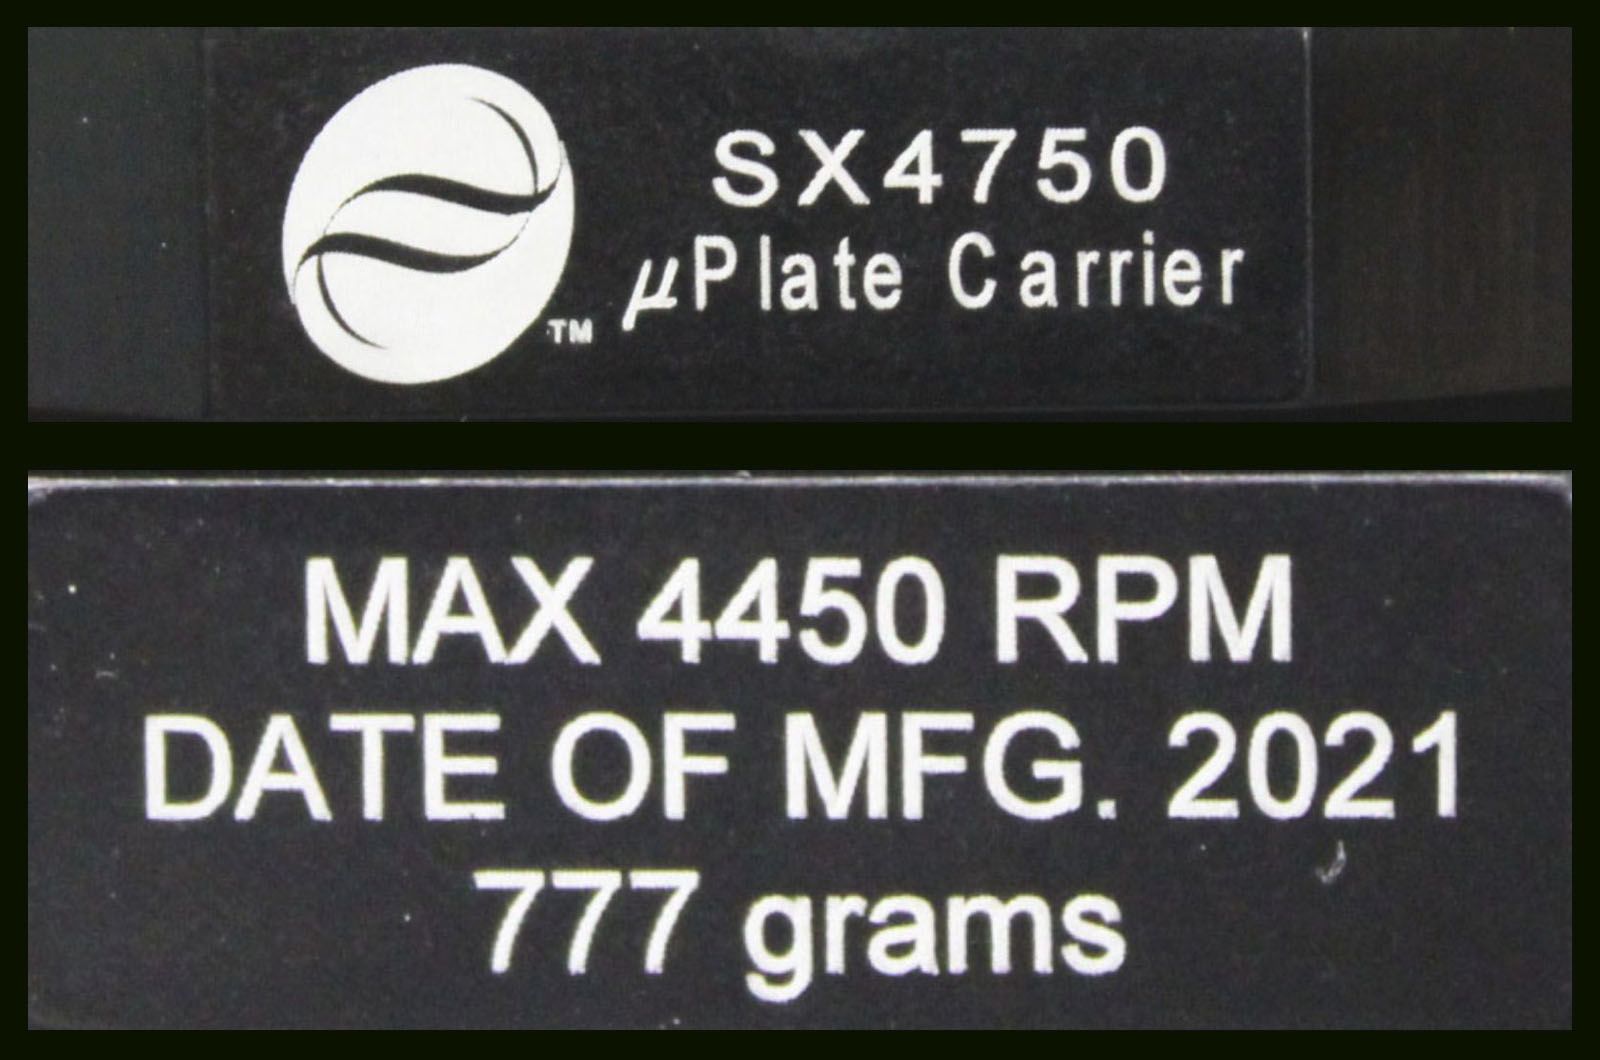 SX4750
µPlate Carrier
TM
MAX 4450 RPM
DATE OF MFG. 2021
777 grams